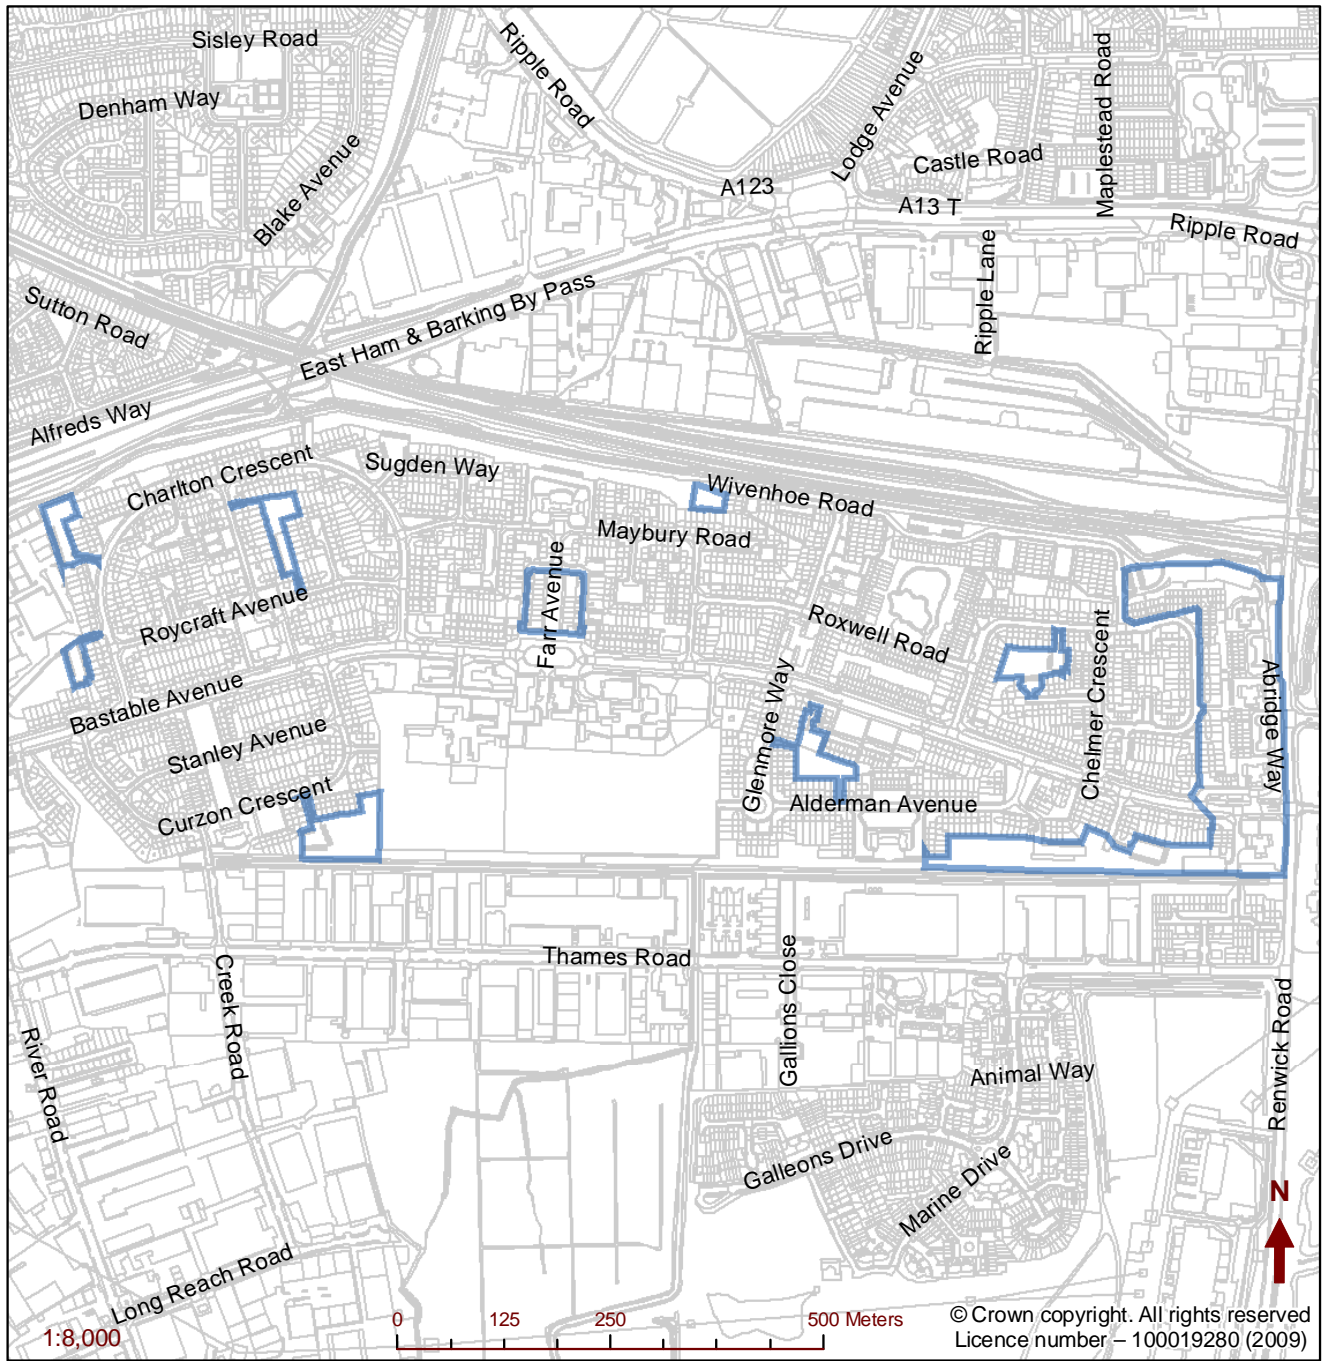 Sisley Road
Ripple Road
Maplestead Road
Denham Way
Lodge Avenue
Blake Avenue
Castle Road
A123
A13 T
Ripple Road
Ripple Lane
Sutton Road
East Ham & Barking By Pass
Alfreds Way
Charlton Crescent
Sugden Way
Wivenhoe Road
Maybury Road
Farr Avenue
Roycraft Avenue
Roxwell Road
Chelmer Crescent
Abridge Way
Bastable Avenue
Glenmore Way
Stanley Avenue
Curzon Crescent
Alderman Avenue
Thames Road
Gallions Close
Creek Road
River Road
Renwick Road
Animal Way
Galleons Drive
Marine Drive
N
Long Reach Road
1:8,000
0 125 250 500 Meters
© Crown copyright. All rights reserved
Licence number – 100019280 (2009)